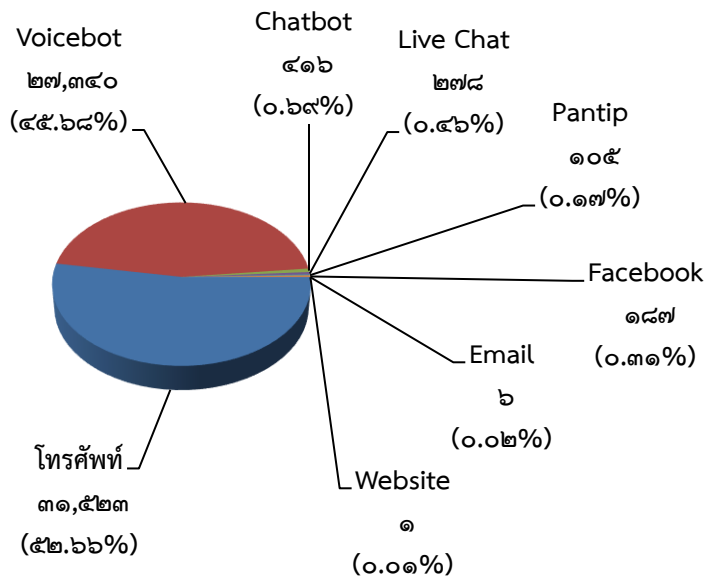 Voicebot
๒๗,๓๔๐
(๔๕.๖๘%)
Chatbot
๔๑๖
(๐.๖๙%)
Live Chat
๒๗๘
(๐.๔๖%)
Pantip
๑๐๕
(๐.๑๗%)
Facebook
๑๘๗
(๐.๓๑%)
Email
๖
(๐.๐๒%)
Website
๑
(๐.๐๑%)
โทรศัพท์
๓๑,๕๒๓
(๕๒.๖๖%)